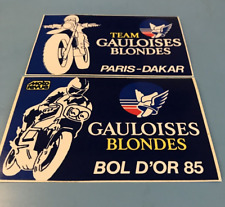 TEAM
GAULOISES
BLONDES
PARIS-DAKAR
GAULOISES
BLONDES
BOL D'OR 85